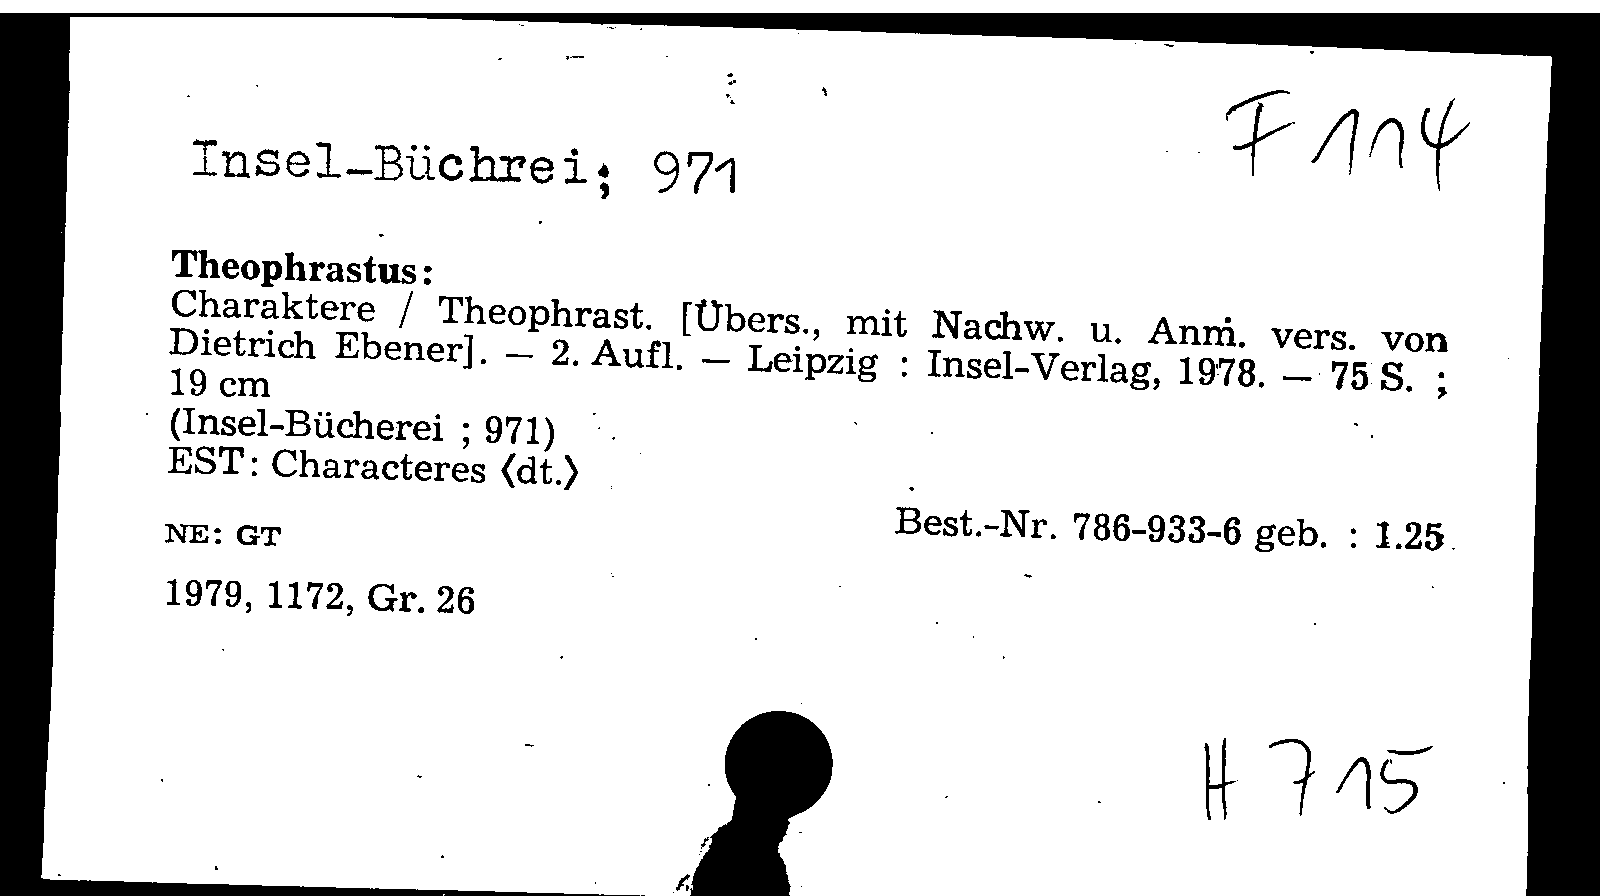 F 114
Insel-Büchrei; 971
Theophrastus:
Charaktere / Theophrast. [Übers., mit Nachw. u. Anm. vers. von
Dietrich Ebener]. — 2. Aufl. — Leipzig : Insel-Verlag, 1978. — 75 S. ;
19 cm
(Insel-Bücherei ; 971)
EST: Characteres ⟨dt.⟩
Best.-Nr. 786-933-6 geb. : 1.25
NE: GT
1979, 1172, Gr. 26
H 715